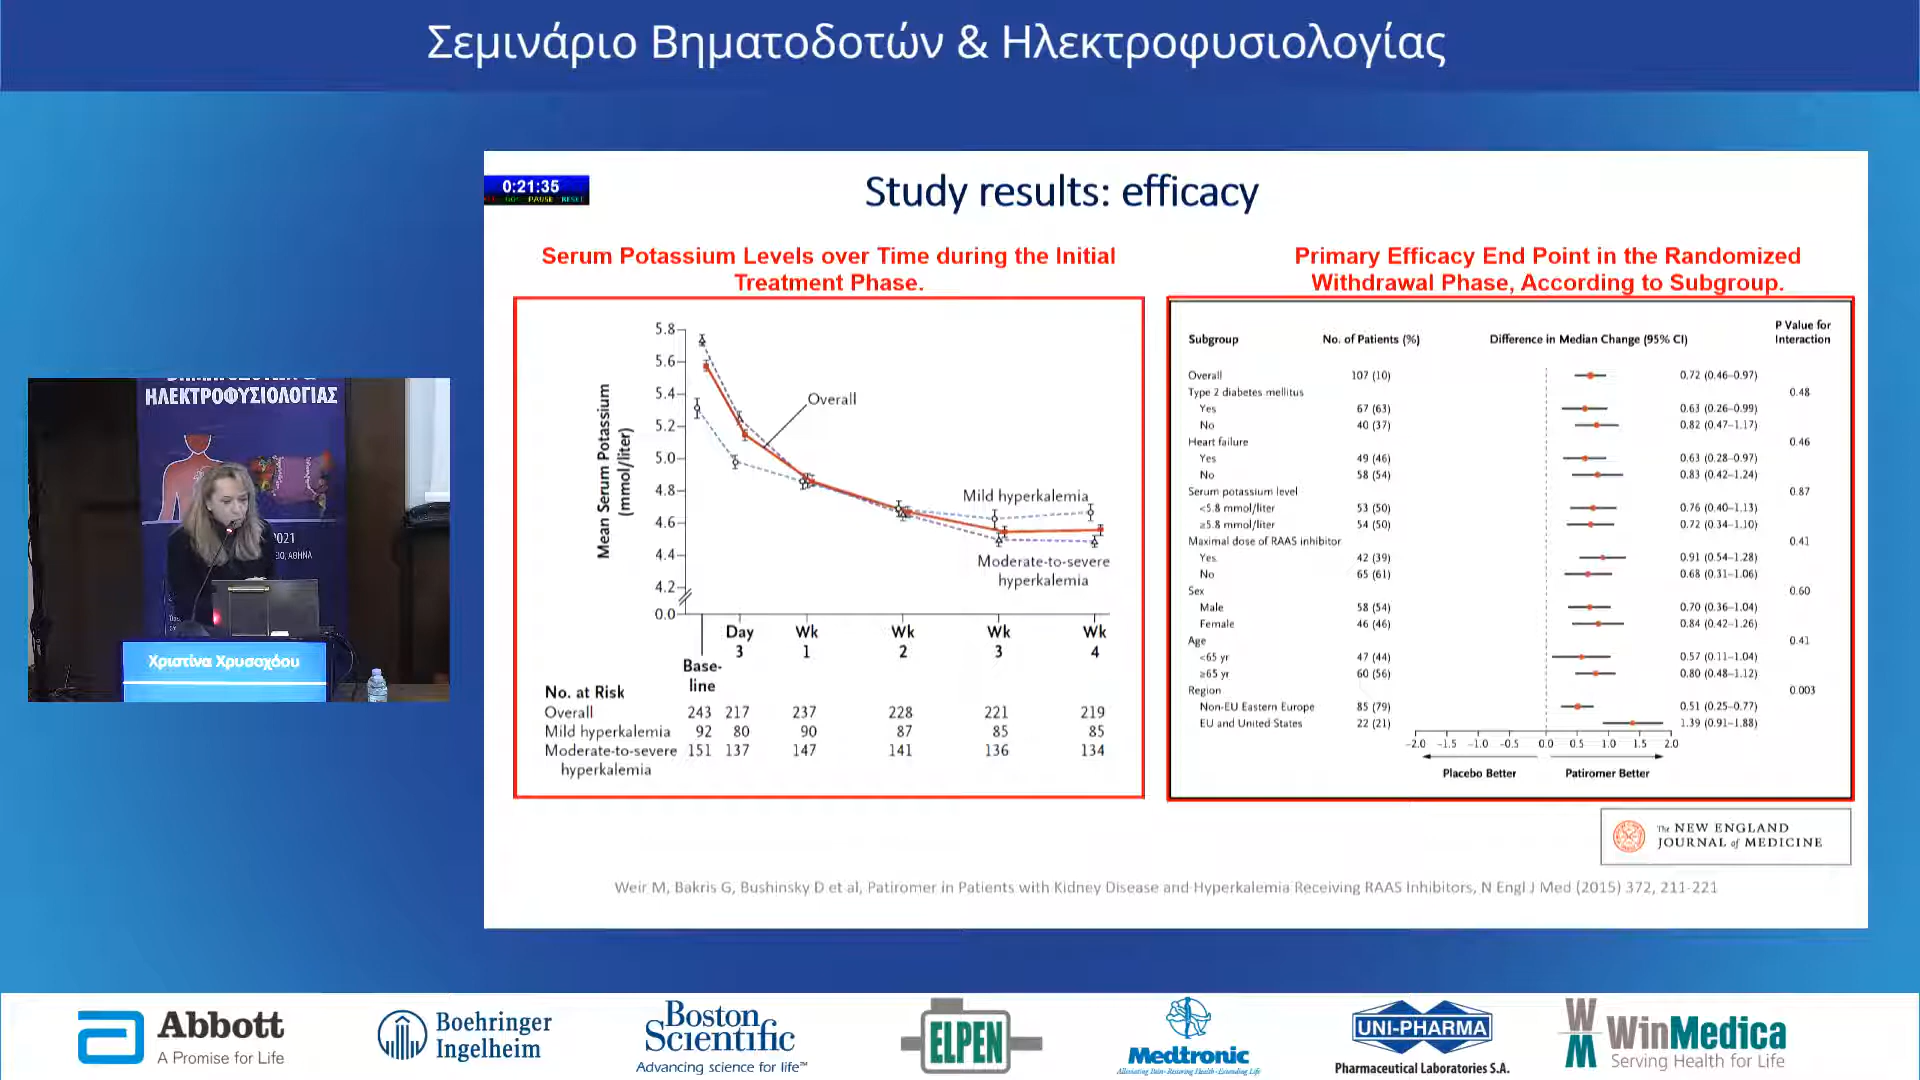 Σεμινάριο Βηματοδοτών & Ηλεκτροφυσιολογίας
0:21:35
PAUSE RESET
Study results: efficacy
Serum Potassium Levels over Time during the Initial
Treatment Phase.
Mean Serum Potassium
(mmol/liter)
5.8
5.6
5.4
5.2
5.0
4.8
4.6
4.4
4.2
0.0
Overall
Mild hyperkalemia
Moderate-to-severe
hyperkalemia
Base-
line
Day
3
Wk
1
Wk
2
Wk
3
Wk
4
No. at Risk
Overall 243 217 237 228 221 219
Mild hyperkalemia 92 80 90 87 85 85
Moderate-to-severe 151 137 147 141 136 134
hyperkalemia
Primary Efficacy End Point in the Randomized
Withdrawal Phase, According to Subgroup.
Subgroup No. of Patients (%) Difference in Median Change (95% CI) P Value for
Interaction
Overall 107 (10) 0.72 (0.46–0.97)
Type 2 diabetes mellitus 0.48
Yes 67 (63) 0.63 (0.26–0.99)
No 40 (37) 0.82 (0.47–1.17)
Heart failure 0.46
Yes 49 (46) 0.63 (0.28–0.97)
No 58 (54) 0.83 (0.42–1.24)
Serum potassium level 0.87
<5.8 mmol/liter 53 (50) 0.76 (0.40–1.13)
≥5.8 mmol/liter 54 (50) 0.72 (0.34–1.10)
Maximal dose of RAAS inhibitor 0.41
Yes 42 (39) 0.91 (0.54–1.28)
No 65 (61) 0.68 (0.31–1.06)
Sex 0.60
Male 58 (54) 0.70 (0.36–1.04)
Female 46 (46) 0.84 (0.42–1.26)
Age 0.41
<65 yr 47 (44) 0.57 (0.11–1.04)
≥65 yr 60 (56) 0.80 (0.48–1.12)
Region 0.003
Non-EU Eastern Europe 85 (79) 0.51 (0.25–0.77)
EU and United States 22 (21) 1.39 (0.91–1.88)
-2.0 -1.5 -1.0 -0.5 0.0 0.5 1.0 1.5 2.0
Placebo Better Patiromer Better
The NEW ENGLAND
JOURNAL of MEDICINE
Weir M, Bakris G, Bushinsky D et al, Patiromer in Patients with Kidney Disease and Hyperkalemia Receiving RAAS Inhibitors, N Engl J Med (2015) 372, 211-221
ΗΛΕΚΤΡΟΦΥΣΙΟΛΟΓΙΑΣ
2021
ΑΘΗΝΑ
Χριστίνα Χρυσοχόου
Abbott
A Promise for Life
Boehringer
Ingelheim
Boston
Scientific
Advancing science for life™
ELPEN
Medtronic
Alleviating Pain · Restoring Health · Extending Life
UNI-PHARMA
Pharmaceutical Laboratories S.A.
WM
WinMedica
Serving Health for Life